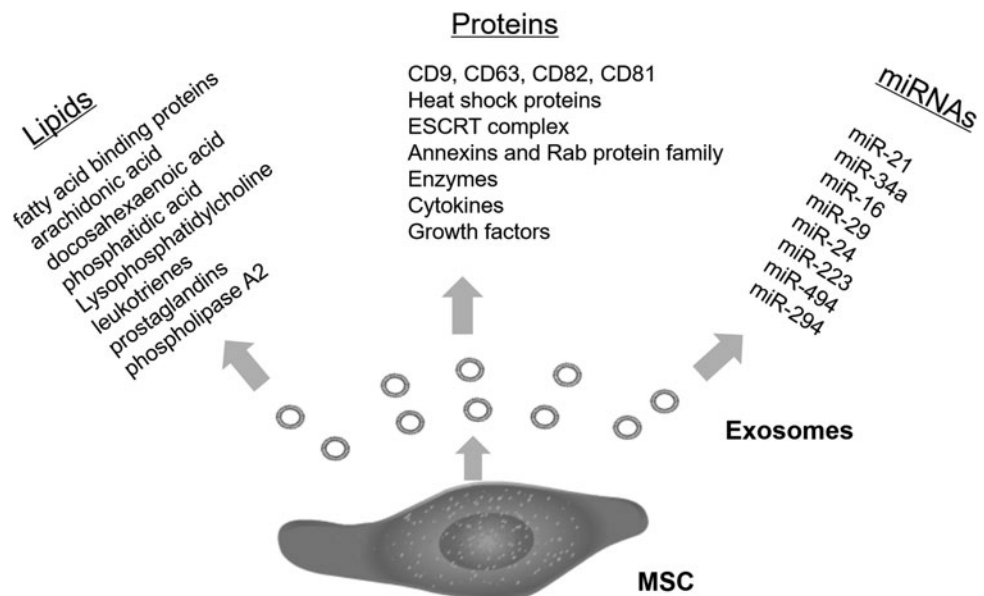 Lipids
fatty acid binding proteins
arachidonic acid
docosahexaenoic acid
phosphatidic acid
Lysophosphatidylcholine
leukotrienes
prostaglandins
phospholipase A2
Proteins
CD9, CD63, CD82, CD81
Heat shock proteins
ESCRT complex
Annexins and Rab protein family
Enzymes
Cytokines
Growth factors
miRNAs
miR-21
miR-34a
miR-16
miR-29
miR-24
miR-223
miR-494
miR-294
Exosomes
MSC